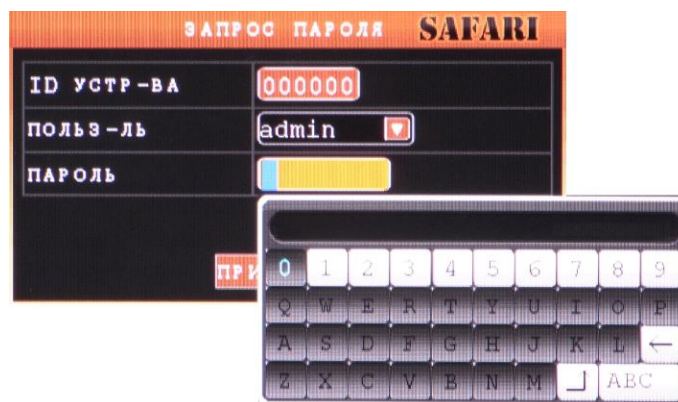 ЗАПРОС ПАРОЛЯ SAFARI
ID УСТР-ВА 000000
ПОЛЬЗ-ЛЬ admin
ПАРОЛЬ
ПРИ
0 1 2 3 4 5 6 7 8 9
Q W E R T Y U I O P
A S D F G H J K L ←
Z X C V B N M ABC